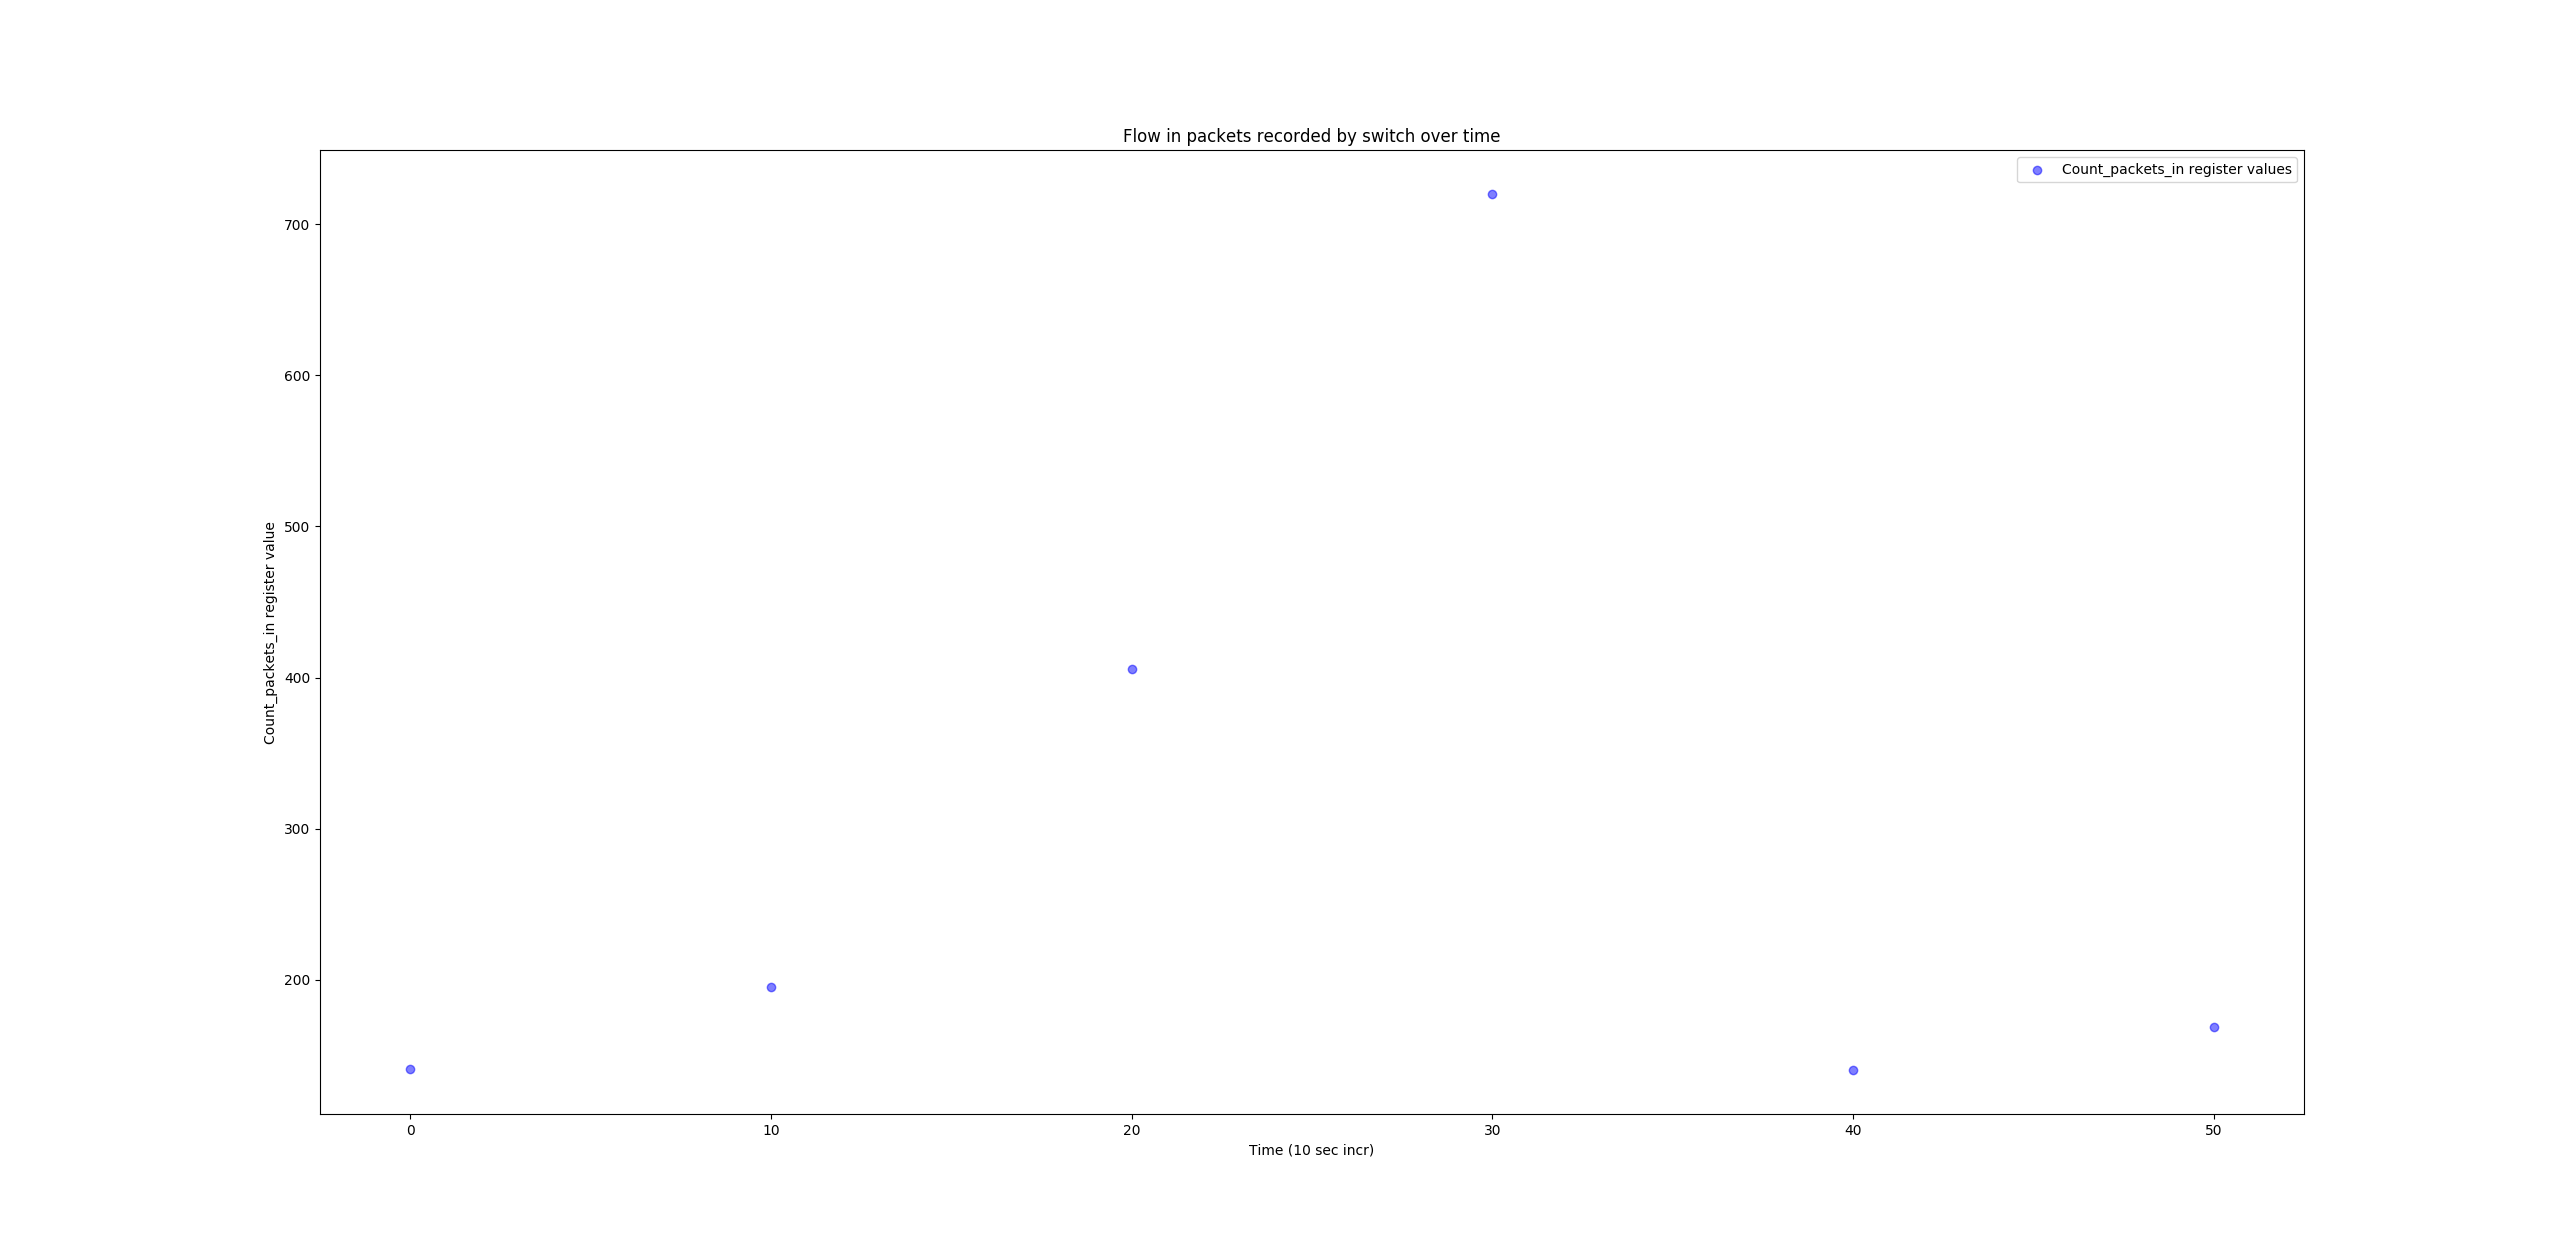 Flow in packets recorded by switch over time
Count_packets_in register values
700
600
500
400
300
200
Count_packets_in register value
0 10 20 30 40 50
Time (10 sec incr)